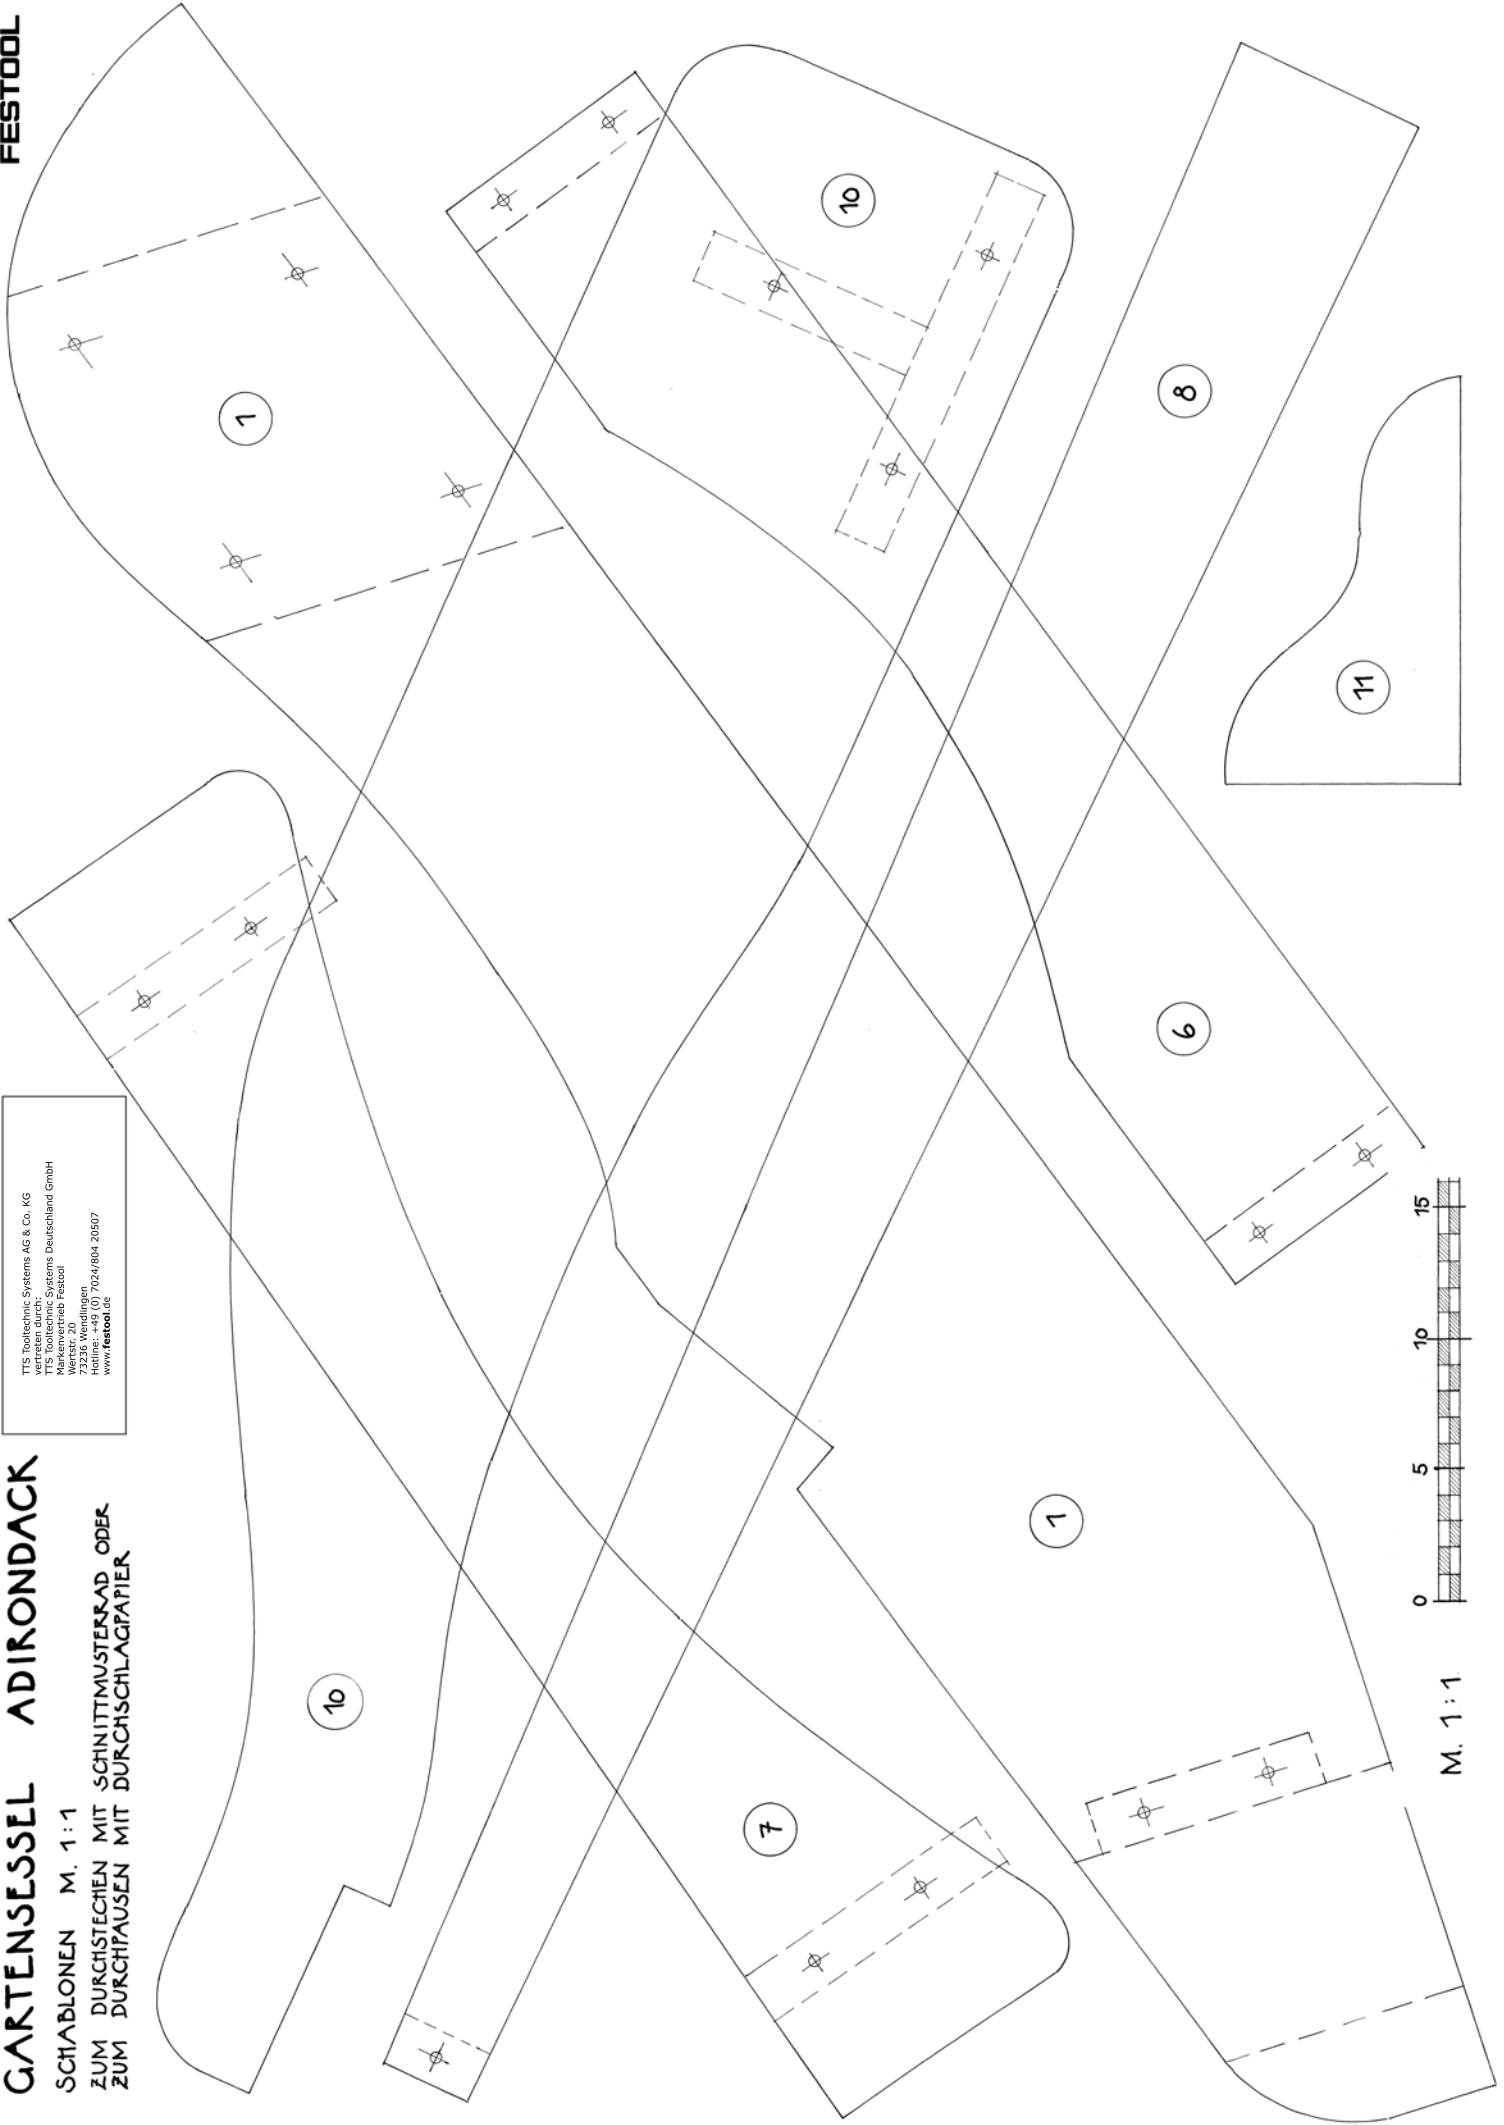 GARTENSESSEL ADIRONDACK
SCHABLONEN M. 1:1
ZUM DURCHSTECHEN MIT SCHNITTMUSTERRAD ODER
ZUM DURCHPAUSEN MIT DURCHSCHLAGPAPIER
TTS Tooltechnic Systems AG & Co. KG
vertreten durch:
TTS Tooltechnic Systems Deutschland GmbH
Markenvertrieb Festool
Wertstr. 20
73236 Wendlingen
Hotline: +49 (0) 7024/804 20507
www.festool.de
FESTOOL
1
10
10
7
8
6
11
1
M. 1:1
0 5 10 15